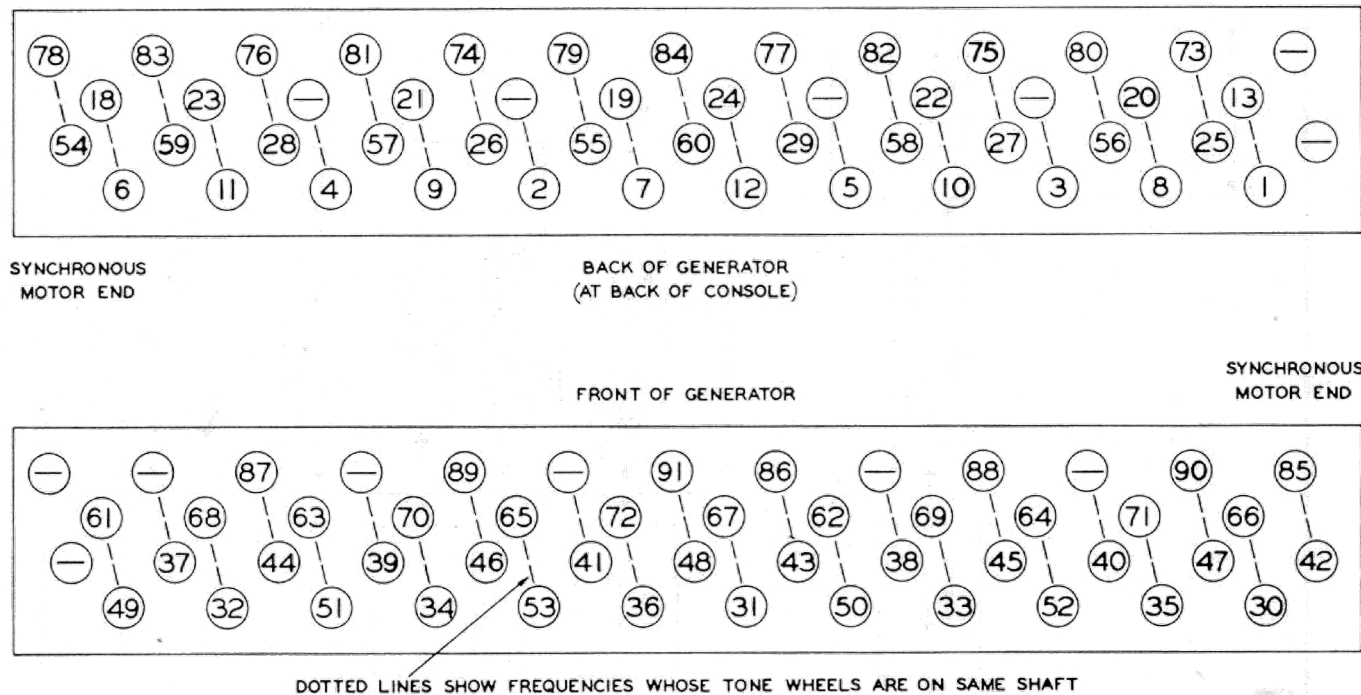 78 83 76 81 74 79 84 77 82 75 80 73 —
18 23 — 21 — 19 24 — 22 — 20 13
54 59 28 57 26 55 60 29 58 27 56 25 —
6 11 4 9 2 7 12 5 10 3 8 1
SYNCHRONOUS
MOTOR END
BACK OF GENERATOR
(AT BACK OF CONSOLE)
FRONT OF GENERATOR
SYNCHRONOUS
MOTOR END
— — 87 — 89 — 91 86 — 88 — 90 85
61 68 63 70 65 72 67 62 69 64 71 66
— 37 44 39 46 41 48 43 38 45 40 47 42
49 32 51 34 53 36 31 50 33 52 35 30
DOTTED LINES SHOW FREQUENCIES WHOSE TONE WHEELS ARE ON SAME SHAFT